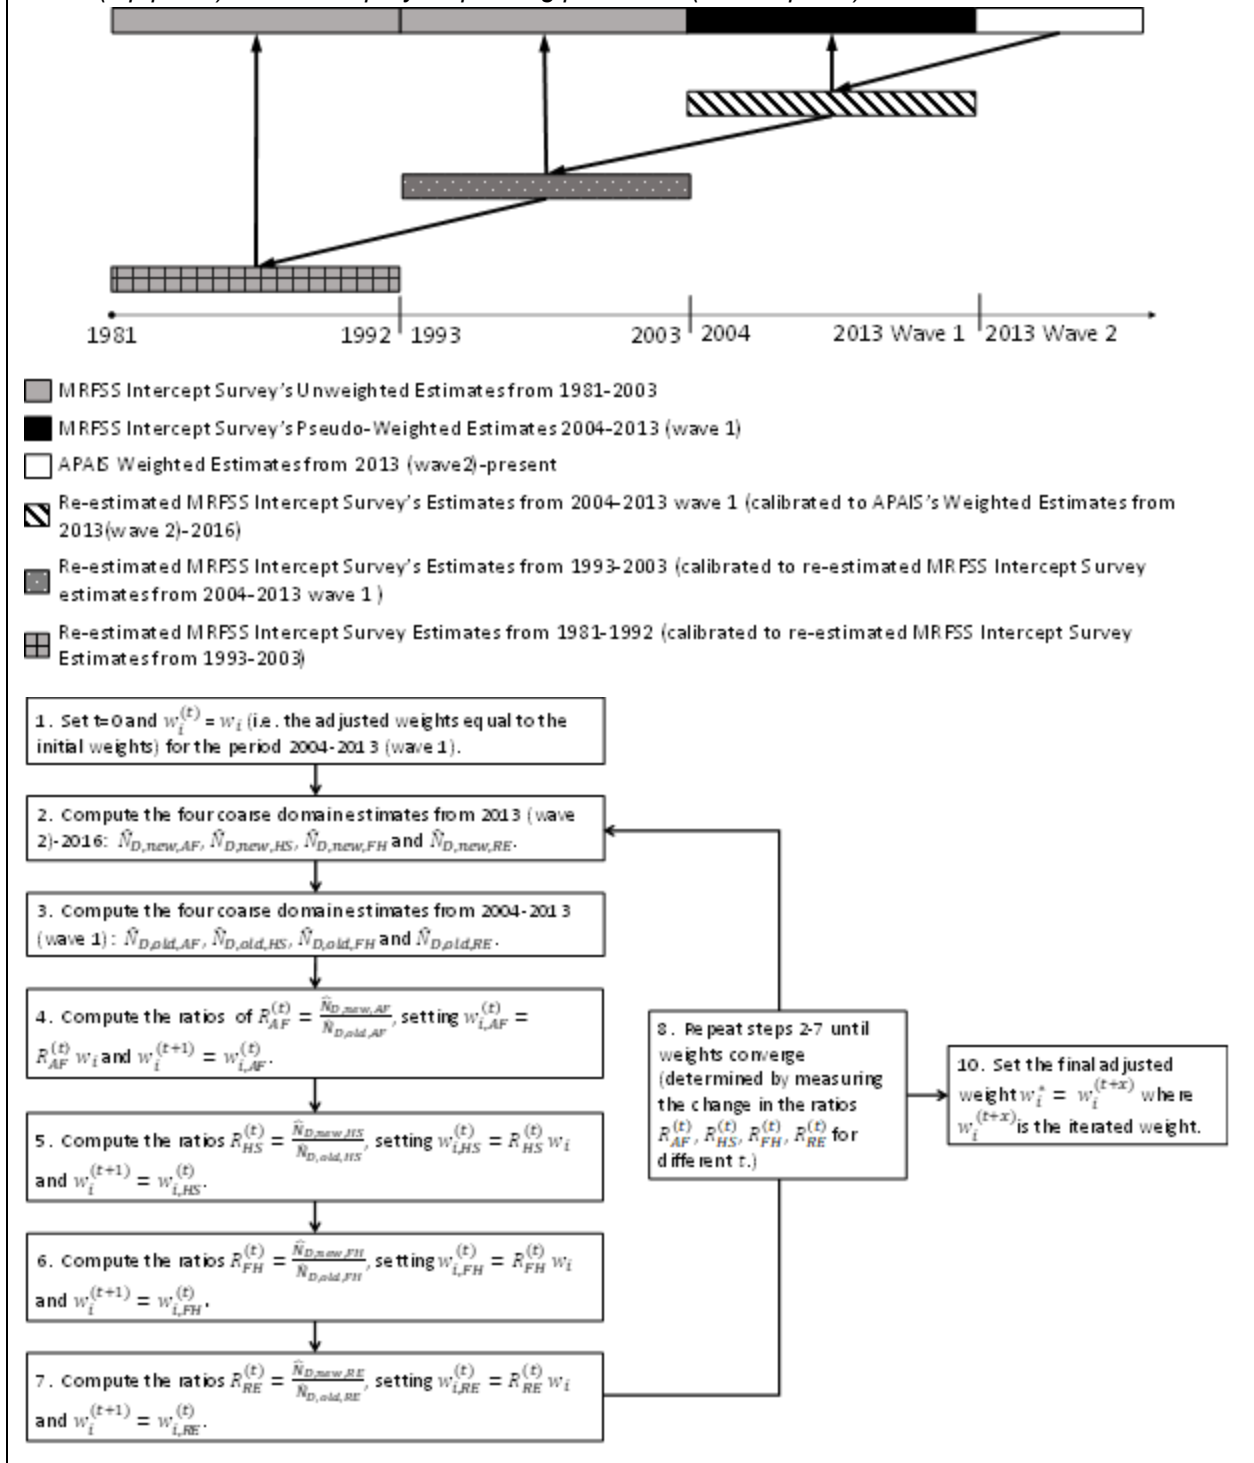 1981
1992
1993
2003
2004
2013 Wave 1
2013 Wave 2
MRFSS Intercept Survey's Unweighted Estimates from 1981-2003
MRFSS Intercept Survey's Pseudo-Weighted Estimates 2004-2013 (wave 1)
APAIS Weighted Estimates from 2013 (wave2)-present
Re-estimated MRFSS Intercept Survey's Estimates from 2004-2013 wave 1 (calibrated to APAIS's Weighted Estimates from
2013(wave 2)-2016)
Re-estimated MRFSS Intercept Survey's Estimates from 1993-2003 (calibrated to re-estimated MRFSS Intercept Survey
estimates from 2004-2013 wave 1 )
Re-estimated MRFSS Intercept Survey Estimates from 1981-1992 (calibrated to re-estimated MRFSS Intercept Survey
Estimates from 1993-2003)
1. Set t=0 and w_i^(t) = w_i (i.e. the adjusted weights equal to the
initial weights) for the period 2004-2013 (wave 1).
2. Compute the four coarse domain estimates from 2013 (wave
2)-2016: N̂_D,new,AF, N̂_D,new,HS, N̂_D,new,FH and N̂_D,new,RE.
3. Compute the four coarse domain estimates from 2004-2013
(wave 1): N̂_D,old,AF, N̂_D,old,HS, N̂_D,old,FH and N̂_D,old,RE.
4. Compute the ratios of R_AF^(t) = N̂_D,new,AF / N̂_D,old,AF, setting w_i,AF^(t) =
R_AF^(t) w_i and w_i^(t+1) = w_i,AF^(t).
5. Compute the ratios R_HS^(t) = N̂_D,new,HS / N̂_D,old,HS, setting w_i,HS^(t) = R_HS^(t) w_i
and w_i^(t+1) = w_i,HS^(t).
6. Compute the ratios R_FH^(t) = N̂_D,new,FH / N̂_D,old,FH, setting w_i,FH^(t) = R_FH^(t) w_i
and w_i^(t+1) = w_i,FH^(t).
7. Compute the ratios R_RE^(t) = N̂_D,new,RE / N̂_D,old,RE, setting w_i,RE^(t) = R_RE^(t) w_i
and w_i^(t+1) = w_i,RE^(t).
8. Repeat steps 2-7 until
weights converge
(determined by measuring
the change in the ratios
R_AF^(t), R_HS^(t), R_FH^(t), R_RE^(t) for
different t.)
10. Set the final adjusted
weight w_i^* = w_i^(t+x) where
w_i^(t+x) is the iterated weight.